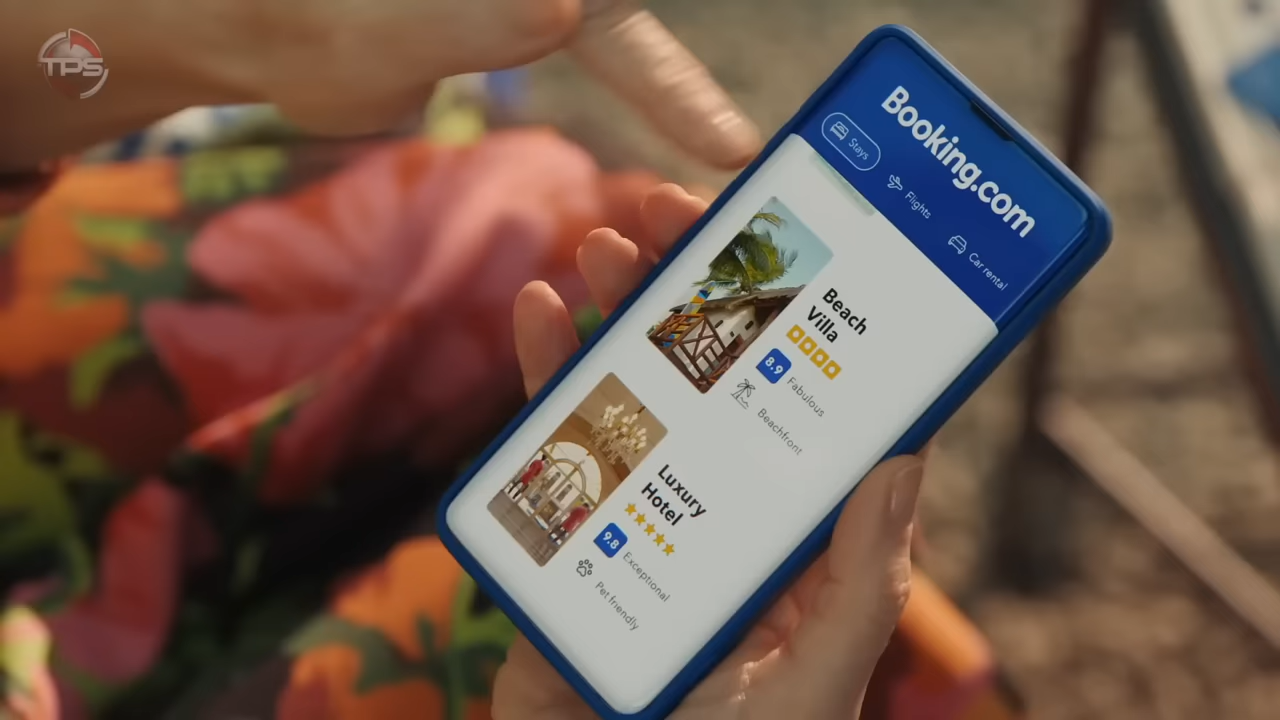 TPS
Booking.com
Stays
Flights
Car rental
Beach
Villa
8.9 Fabulous
Beachfront
Luxury
Hotel
9.8 Exceptional
Pet friendly